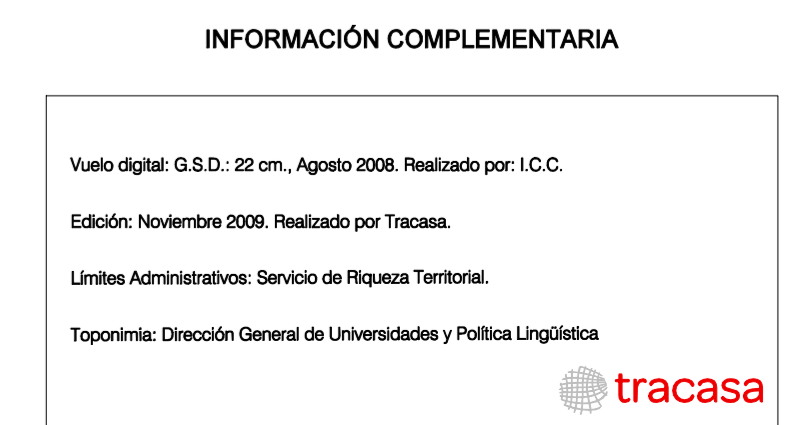 INFORMACIÓN COMPLEMENTARIA
Vuelo digital: G.S.D.: 22 cm., Agosto 2008. Realizado por: I.C.C.
Edición: Noviembre 2009. Realizado por Tracasa.
Límites Administrativos: Servicio de Riqueza Territorial.
Toponimia: Dirección General de Universidades y Política Lingüística
tracasa